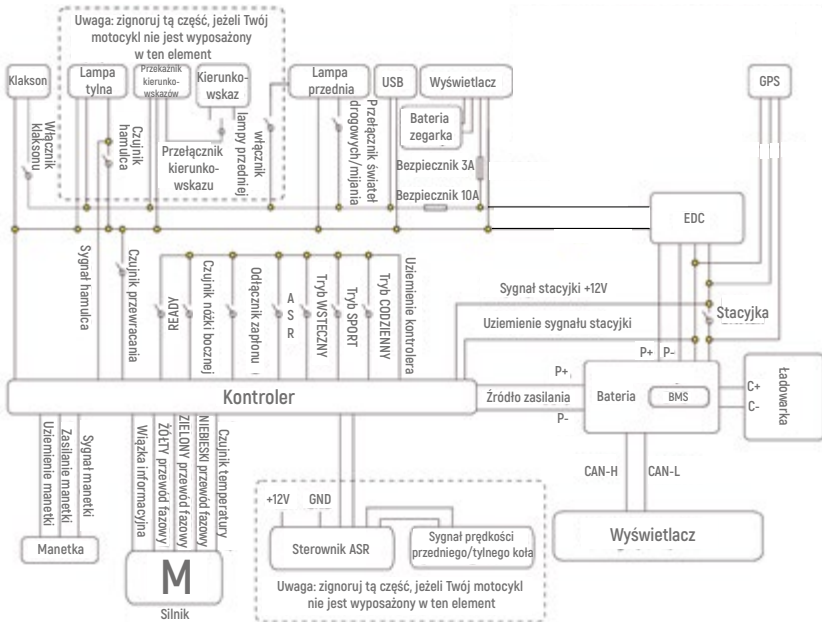 Uwaga: zignoruj tą część, jeżeli Twój
motocykl nie jest wyposażony
w ten element
Klakson
Lampa
tylna
Przekaźnik
kierunko-
wskazów
Kierunko-
wskaz
Lampa
przednia
USB
Wyświetlacz
GPS
Bateria
zegarka
Włącznik
klaksonu
Czujnik
hamulca
Przełącznik
kierunko-
wskazu
włącznik
lampy przedniej
Przełącznik świateł
drogowych/mijania
Bezpiecznik 3A
Bezpiecznik 10A
EDC
Sygnał hamulca
Czujnik przewracania
READY
Czujnik nóżki bocznej
Odłącznik zapłonu
A
S
R
Tryb WSTECZNY
Tryb SPORT
Tryb CODZIENNY
Uziemienie kontrolera
Sygnał stacyjki +12V
Stacyjka
Uziemienie sygnału stacyjki
P+
P-
Kontroler
P+
Źródło zasilania
P-
Bateria
BMS
C+
C-
Ładowarka
Uziemienie manetki
Zasilanie manetki
Sygnał manetki
Manetka
Wiązka informacyjna
ŻÓŁTY przewód fazowy
ZIELONY przewód fazowy
NIEBIESKI przewód fazowy
Czujnik temperatury
M
Silnik
+12V
GND
Sterownik ASR
Sygnał prędkości
przedniego/tylnego koła
Uwaga: zignoruj tą część, jeżeli Twój motocykl
nie jest wyposażony w ten element
CAN-H
CAN-L
Wyświetlacz